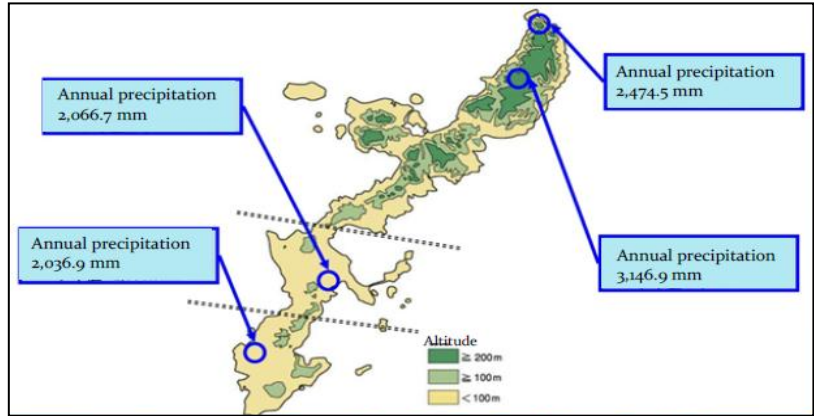 Annual precipitation
2,474.5 mm
Annual precipitation
2,066.7 mm
Annual precipitation
2,036.9 mm
Annual precipitation
3,146.9 mm
Altitude
≧ 200m
≧ 100m
< 100m